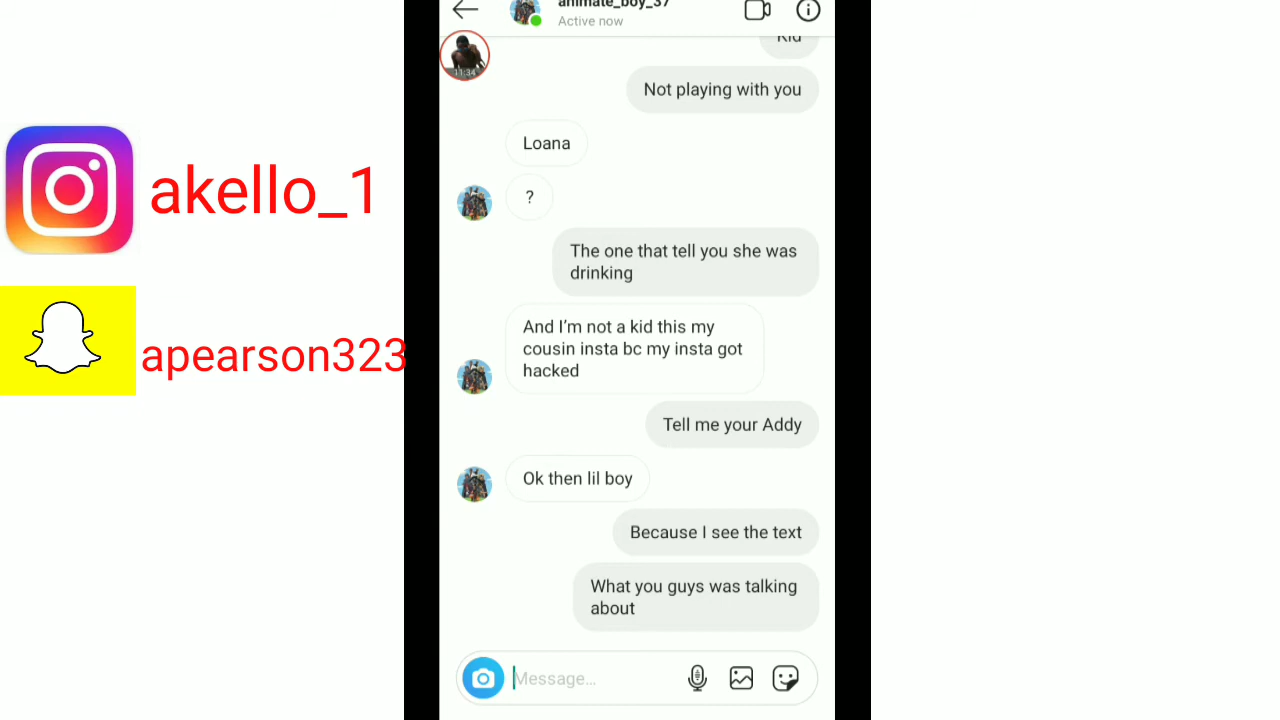 animate_boy_37
Active now
11:34
Kid
Not playing with you
Loana
?
The one that tell you she was
drinking
And I’m not a kid this my
cousin insta bc my insta got
hacked
Tell me your Addy
Ok then lil boy
Because I see the text
What you guys was talking
about
Message…
akello_1
apearson323